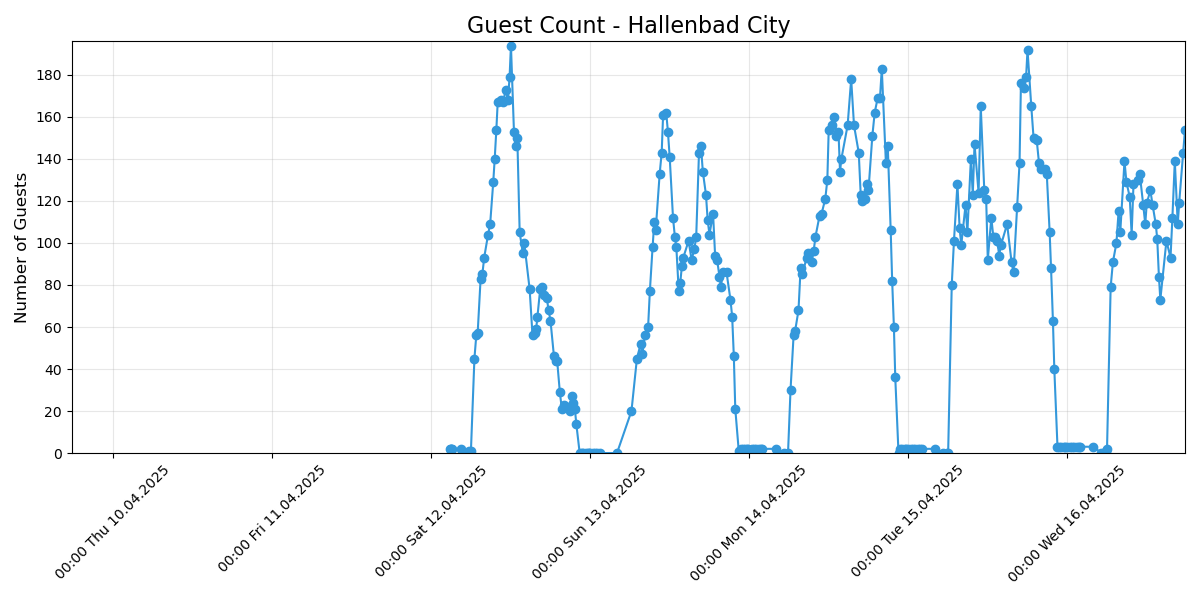 Guest Count - Hallenbad City
Number of Guests
180
160
140
120
100
80
60
40
20
0
00:00 Thu 10.04.2025
00:00 Fri 11.04.2025
00:00 Sat 12.04.2025
00:00 Sun 13.04.2025
00:00 Mon 14.04.2025
00:00 Tue 15.04.2025
00:00 Wed 16.04.2025